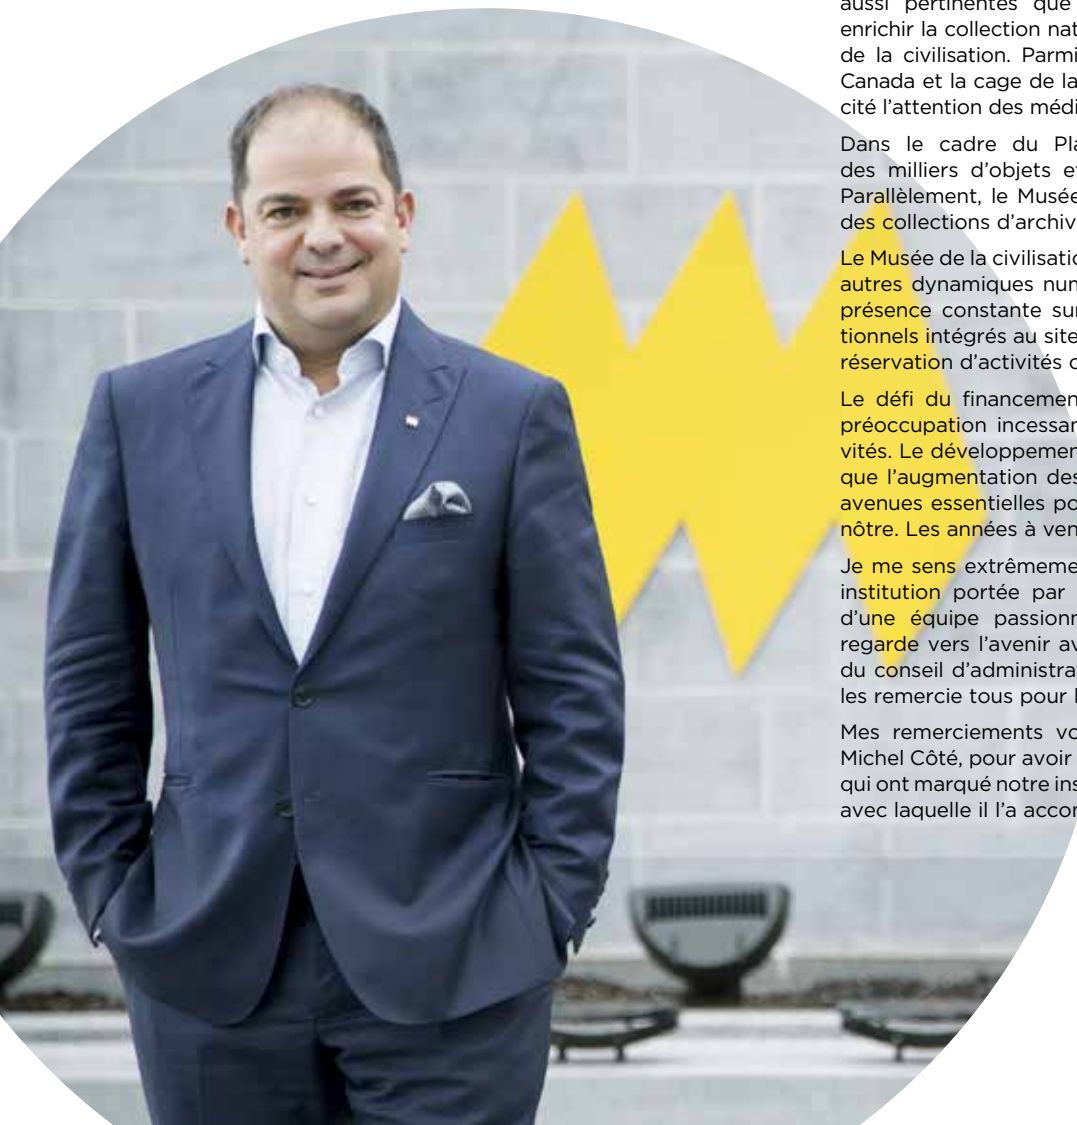 aussi pertinentes que
enrichir la collection nat
de la civilisation. Parmi
Canada et la cage de la
cité l’attention des médi
Dans le cadre du Pla
des milliers d’objets et
Parallèlement, le Musée
des collections d’archiv
Le Musée de la civilisatio
autres dynamiques num
présence constante sur
tionnels intégrés au site
réservation d’activités o
Le défi du financemen
préoccupation incessan
vités. Le développemen
que l’augmentation des
avenues essentielles po
nôtre. Les années à ven
Je me sens extrêmeme
institution portée par
d’une équipe passionn
regarde vers l’avenir av
du conseil d’administra
les remercie tous pour l
Mes remerciements vo
Michel Côté, pour avoir
qui ont marqué notre ins
avec laquelle il l’a accor